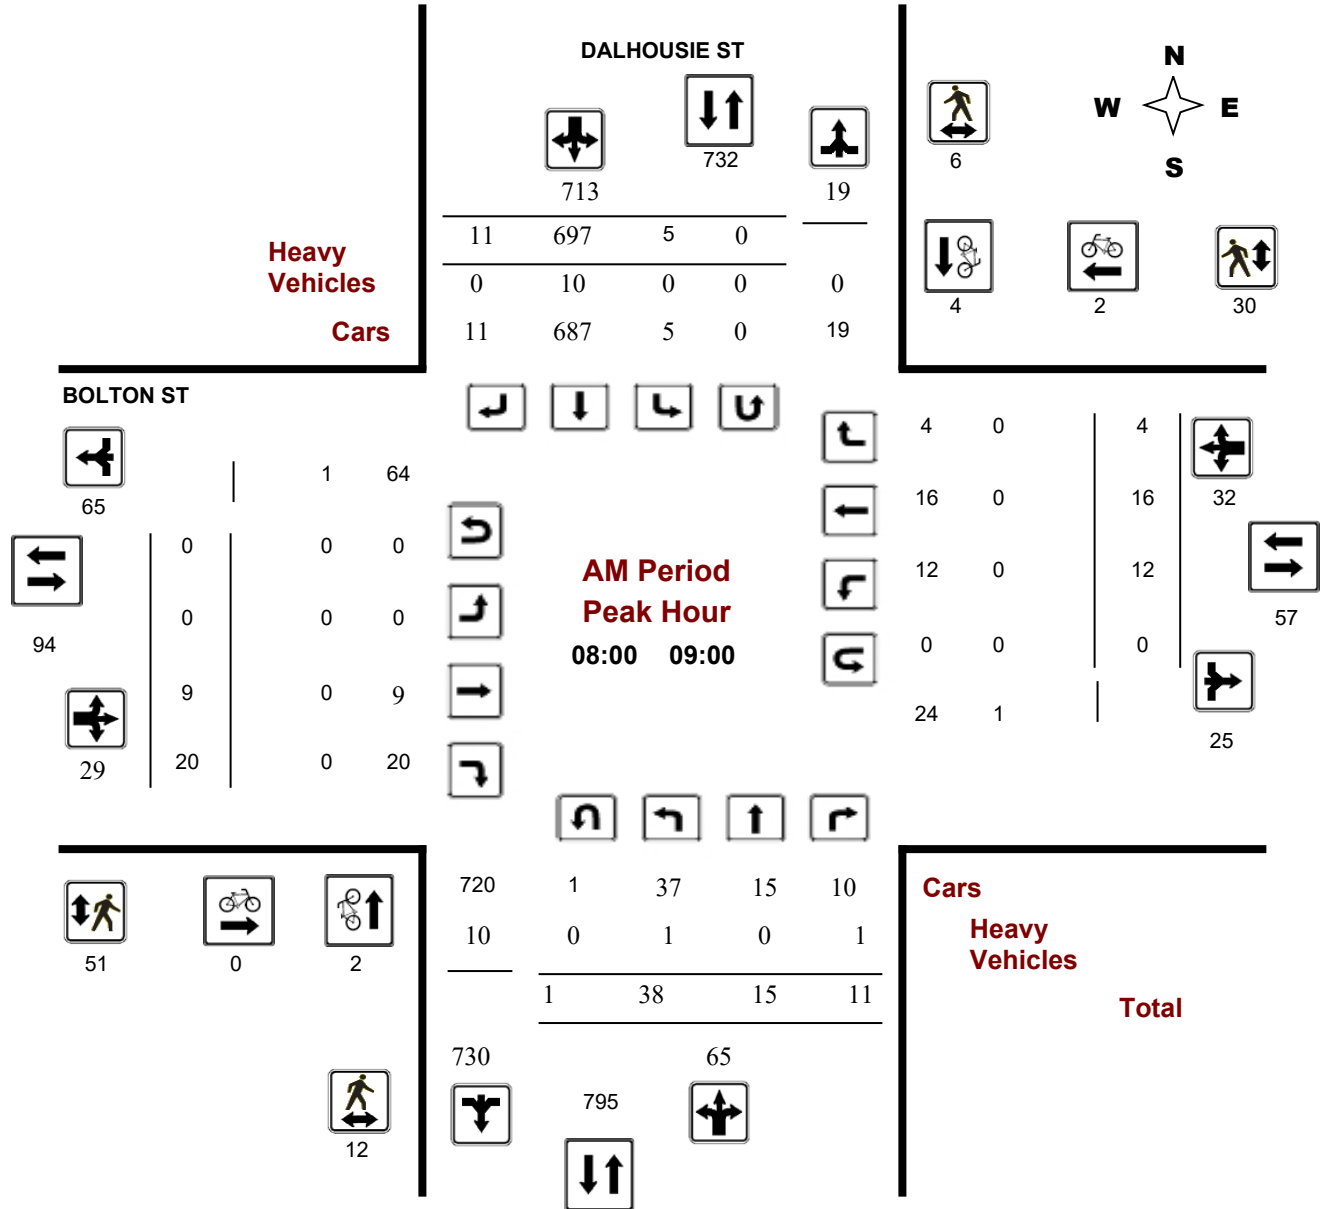 DALHOUSIE ST
N
W E
S
732
6
713 19
11 697 5 0
Heavy
Vehicles
0 10 0 0 0
4 2 30
Cars 11 687 5 0 19
BOLTON ST
4 0 4
1 64
65
16 0 16 32
0 0 0
AM Period
12 0 12
Peak Hour
0 0 0
57
94
08:00 09:00
0 0 0
9 0 9
24 1
25
29 20 0 20
720 1 37 15 10 Cars
10 0 1 0 1 Heavy
Vehicles
51 0 2
1 38 15 11 Total
730 65
795
12